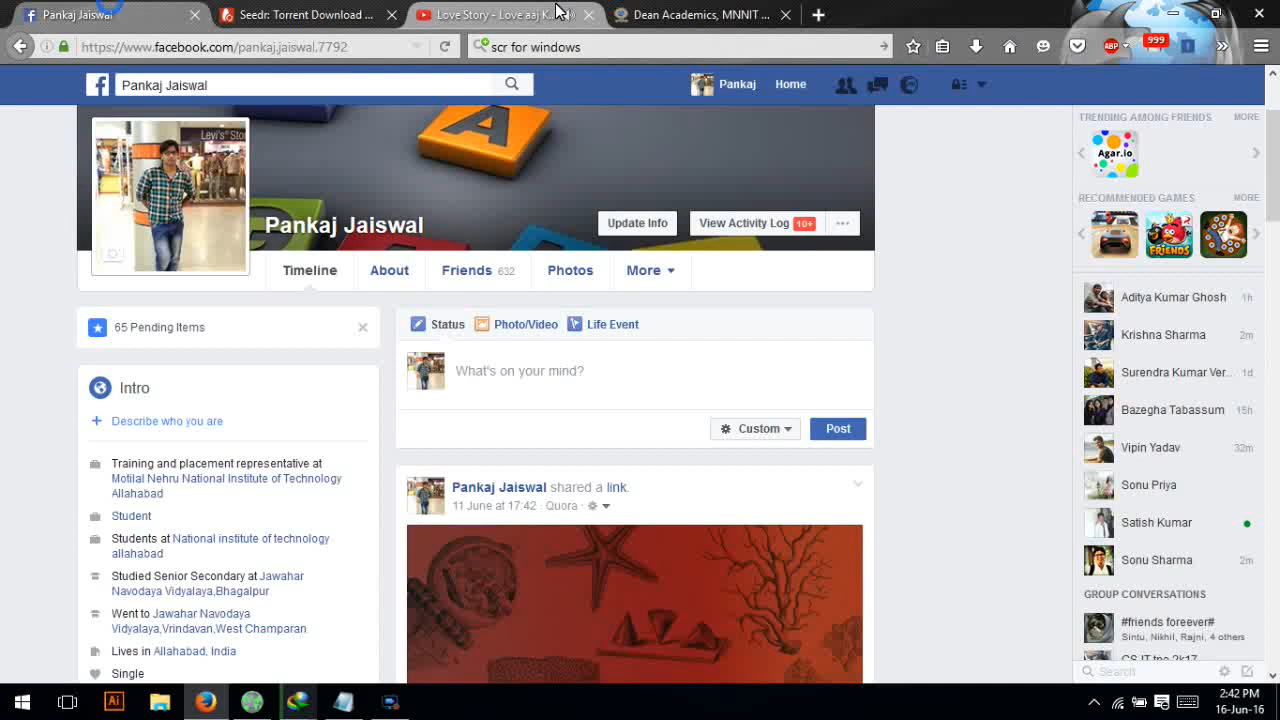 Pankaj Jaiswal
Seedr: Torrent Download ...
Love Story - Love aaj K...
Dean Academics, MNNIT ...
https://www.facebook.com/pankaj.jaiswal.7792
scr for windows
ABP
999
Pankaj Jaiswal
Pankaj
Home
Levi's Sto
A
Pankaj Jaiswal
Update Info
View Activity Log 10+
Timeline
About
Friends 632
Photos
More
65 Pending Items
Intro
Describe who you are
Training and placement representative at
Motilal Nehru National Institute of Technology
Allahabad
Student
Students at National institute of technology
allahabad
Studied Senior Secondary at Jawahar
Navodaya Vidyalaya,Bhagalpur
Went to Jawahar Navodaya
Vidyalaya,Vrindavan,West Champaran
Lives in Allahabad, India
Single
Status
Photo/Video
Life Event
What's on your mind?
Custom
Post
Pankaj Jaiswal shared a link.
11 June at 17:42 · Quora ·
TRENDING AMONG FRIENDS
MORE
Agar.io
RECOMMENDED GAMES
MORE
FRIENDS
Aditya Kumar Ghosh 1h
Krishna Sharma 2m
Surendra Kumar Ver... 1d
Bazegha Tabassum 15h
Vipin Yadav 32m
Sonu Priya
Satish Kumar
Sonu Sharma 2m
GROUP CONVERSATIONS
#friends foreever#
Sintu, Nikhil, Rajni, 4 others
Search
Ai
2:42 PM
16-Jun-16